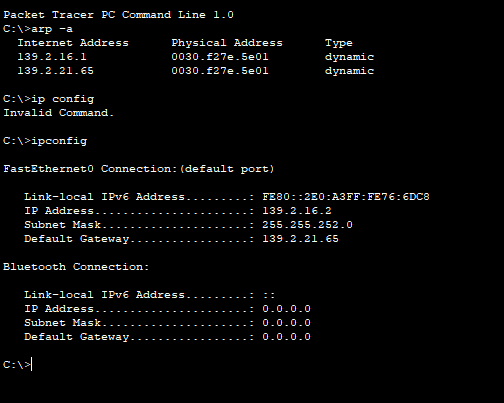 Packet Tracer PC Command Line 1.0
C:\>arp -a
Internet Address Physical Address Type
139.2.16.1 0030.f27e.5e01 dynamic
139.2.21.65 0030.f27e.5e01 dynamic
C:\>ip config
Invalid Command.
C:\>ipconfig
FastEthernet0 Connection:(default port)
Link-local IPv6 Address.........: FE80::2E0:A3FF:FE76:6DC8
IP Address......................: 139.2.16.2
Subnet Mask.....................: 255.255.252.0
Default Gateway.................: 139.2.21.65
Bluetooth Connection:
Link-local IPv6 Address.........: ::
IP Address......................: 0.0.0.0
Subnet Mask.....................: 0.0.0.0
Default Gateway.................: 0.0.0.0
C:\>